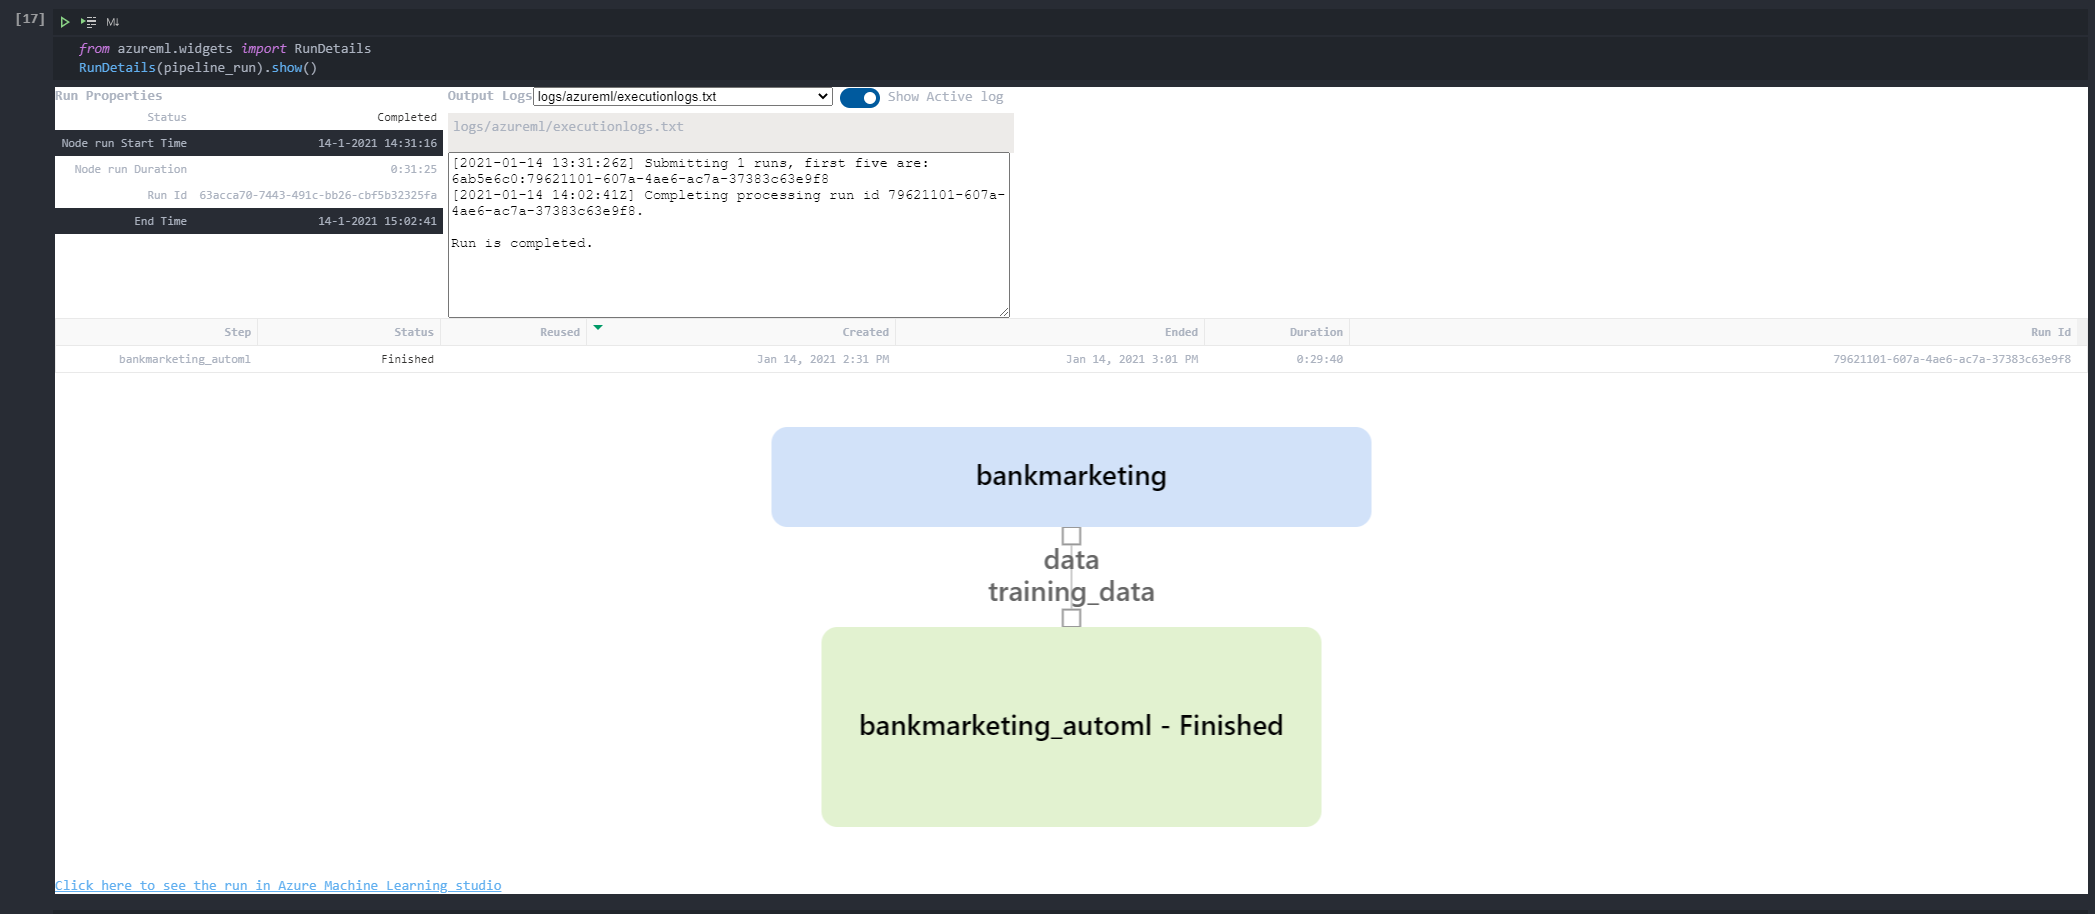 [17]
M↓
from azureml.widgets import RunDetails
RunDetails(pipeline_run).show()
Run Properties
Status Completed
Node run Start Time 14-1-2021 14:31:16
Node run Duration 0:31:25
Run Id 63acca70-7443-491c-bb26-cbf5b32325fa
End Time 14-1-2021 15:02:41
Output Logs logs/azureml/executionlogs.txt Show Active log
logs/azureml/executionlogs.txt
[2021-01-14 13:31:26Z] Submitting 1 runs, first five are:
6ab5e6c0:79621101-607a-4ae6-ac7a-37383c63e9f8
[2021-01-14 14:02:41Z] Completing processing run id 79621101-607a-
4ae6-ac7a-37383c63e9f8.
Run is completed.
Step Status Reused Created Ended Duration Run Id
bankmarketing_automl Finished Jan 14, 2021 2:31 PM Jan 14, 2021 3:01 PM 0:29:40 79621101-607a-4ae6-ac7a-37383c63e9f8
bankmarketing
data
training_data
bankmarketing_automl - Finished
Click here to see the run in Azure Machine Learning studio